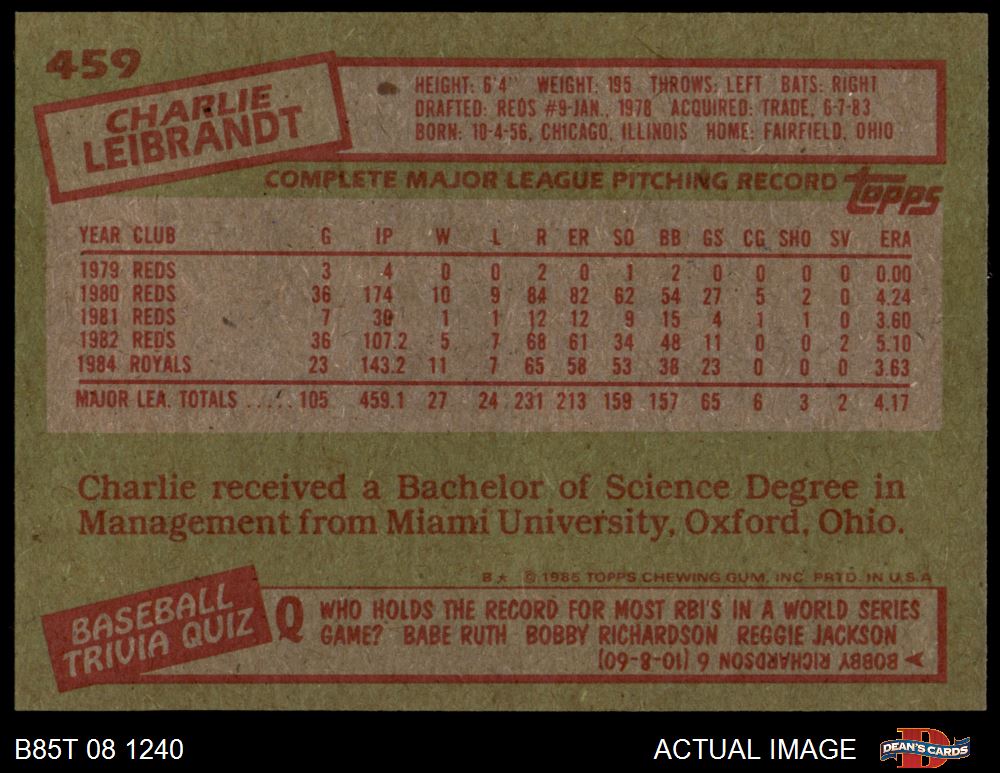 459
CHARLIE
LEIBRANDT
HEIGHT: 6'4" WEIGHT: 195 THROWS: LEFT BATS: RIGHT
DRAFTED: REDS #9-JAN., 1978 ACQUIRED: TRADE, 6-7-83
BORN: 10-4-56, CHICAGO, ILLINOIS HOME: FAIRFIELD, OHIO
COMPLETE MAJOR LEAGUE PITCHING RECORD
Topps
YEAR CLUB G IP W L R ER SO BB GS CG SHO SV ERA
1979 REDS 3 4 0 0 2 0 1 2 0 0 0 0 0.00
1980 REDS 36 174 10 9 84 82 62 54 27 5 2 0 4.24
1981 REDS 7 30 1 1 12 12 9 15 4 1 1 0 3.60
1982 REDS 36 107.2 5 7 68 61 34 48 11 0 0 2 5.10
1984 ROYALS 23 143.2 11 7 65 58 53 38 23 0 0 0 3.63
MAJOR LEA. TOTALS ..... 105 459.1 27 24 231 213 159 157 65 6 3 2 4.17
Charlie received a Bachelor of Science Degree in
Management from Miami University, Oxford, Ohio.
B★ © 1985 TOPPS CHEWING GUM, INC. PRTD. IN U.S.A.
BASEBALL
TRIVIA QUIZ
Q WHO HOLDS THE RECORD FOR MOST RBI'S IN A WORLD SERIES
GAME? BABE RUTH BOBBY RICHARDSON REGGIE JACKSON
BOBBY RICHARDSON 6 (10-8-60)
B85T 08 1240
ACTUAL IMAGE
D
DEAN'S CARDS